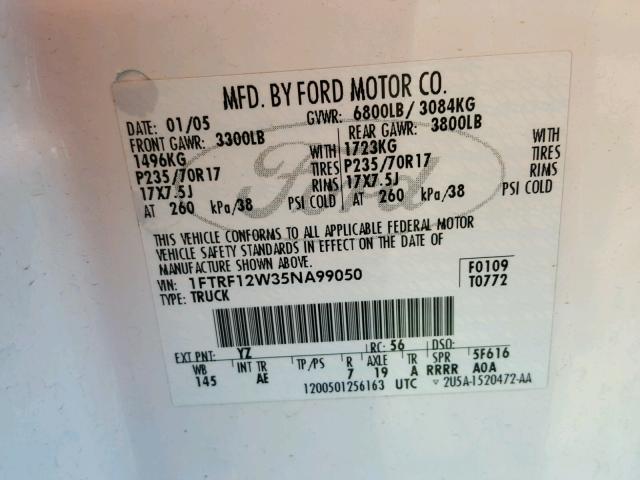 MFD. BY FORD MOTOR CO.
DATE: 01/05 GVWR: 6800LB / 3084KG
FRONT GAWR: 3300LB REAR GAWR: 3800LB
1496KG WITH 1723KG WITH
P235/70R17 TIRES P235/70R17 TIRES
17X7.5J RIMS 17X7.5J RIMS
AT 260 kPa/38 PSI COLD AT 260 kPa/38 PSI COLD
Ford
THIS VEHICLE CONFORMS TO ALL APPLICABLE FEDERAL MOTOR
VEHICLE SAFETY STANDARDS IN EFFECT ON THE DATE OF
MANUFACTURE SHOWN ABOVE.
VIN: 1FTRF12W35NA99050 F0109
TYPE: TRUCK T0772
EXT PNT: YZ RC: 56 DSO:
WB INT TR TP/PS R AXLE TR SPR 5F616
145 AE 7 19 A RRRR A0A
1200501256163 UTC 2U5A-1520472-AA